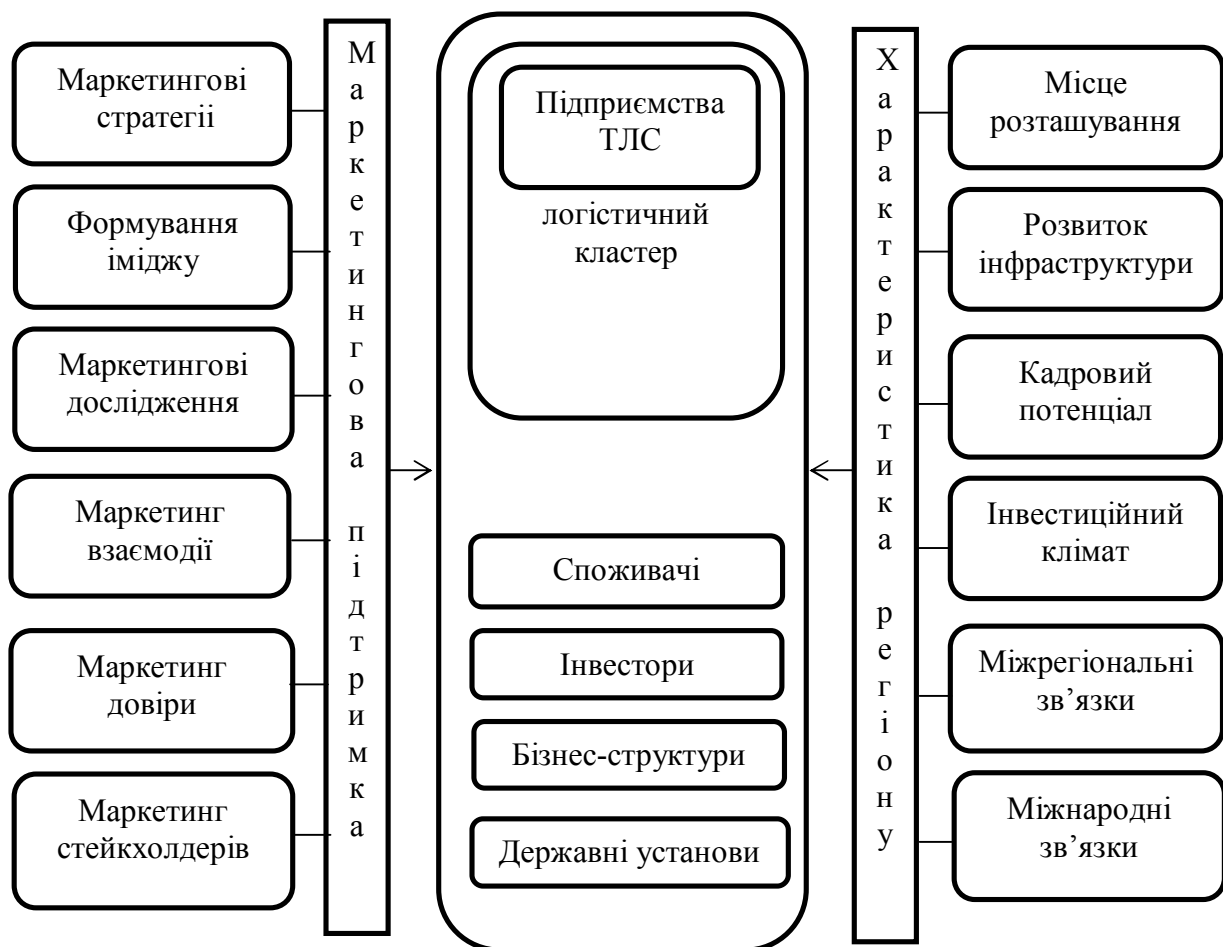 Маркетингові
стратегії
Формування
іміджу
Маркетингові
дослідження
Маркетинг
взаємодії
Маркетинг
довіри
Маркетинг
стейкхолдерів
Маркетингова підтримка
Підприємства
ТЛС
логістичний
кластер
Споживачі
Інвестори
Бізнес-структури
Державні установи
Характеристика регіону
Місце
розташування
Розвиток
інфраструктури
Кадровий
потенціал
Інвестиційний
клімат
Міжрегіональні
зв’язки
Міжнародні
зв’язки